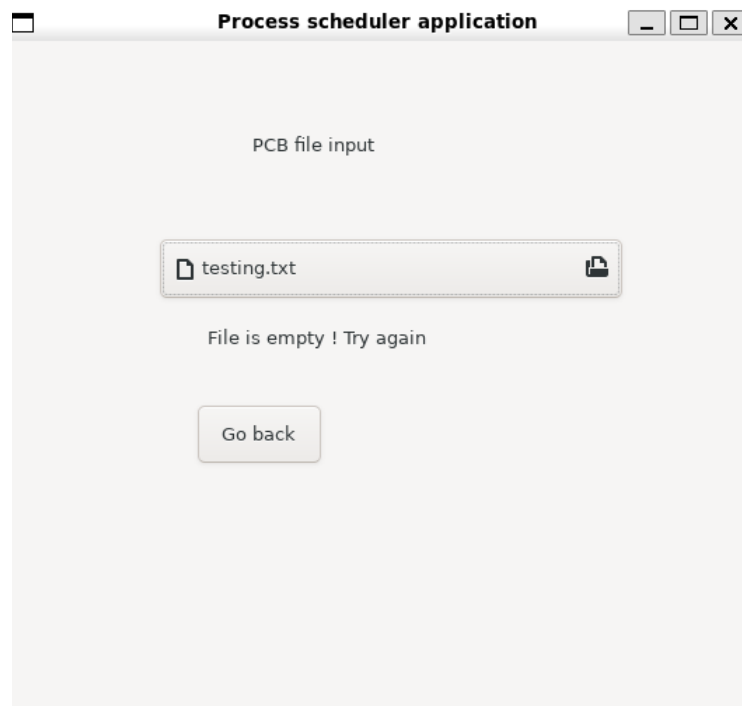 Process scheduler application
PCB file input
testing.txt
File is empty ! Try again
Go back